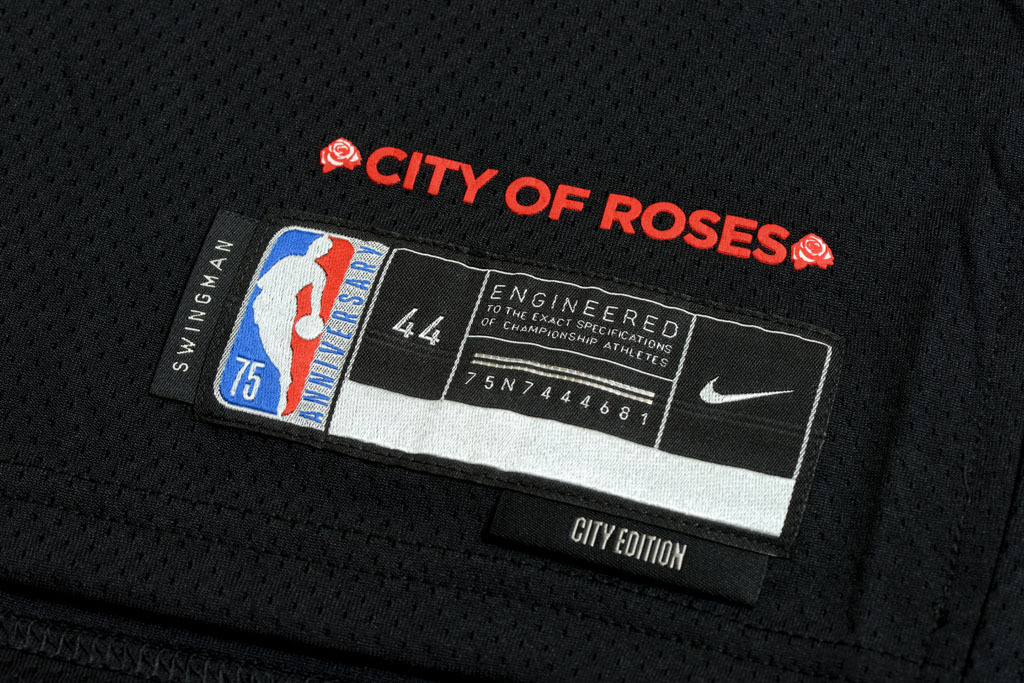 CITY OF ROSES
SWINGMAN
75
ANNIVERSARY
44
ENGINEERED
TO THE EXACT SPECIFICATIONS
OF CHAMPIONSHIP ATHLETES
75N7444681
CITY EDITION